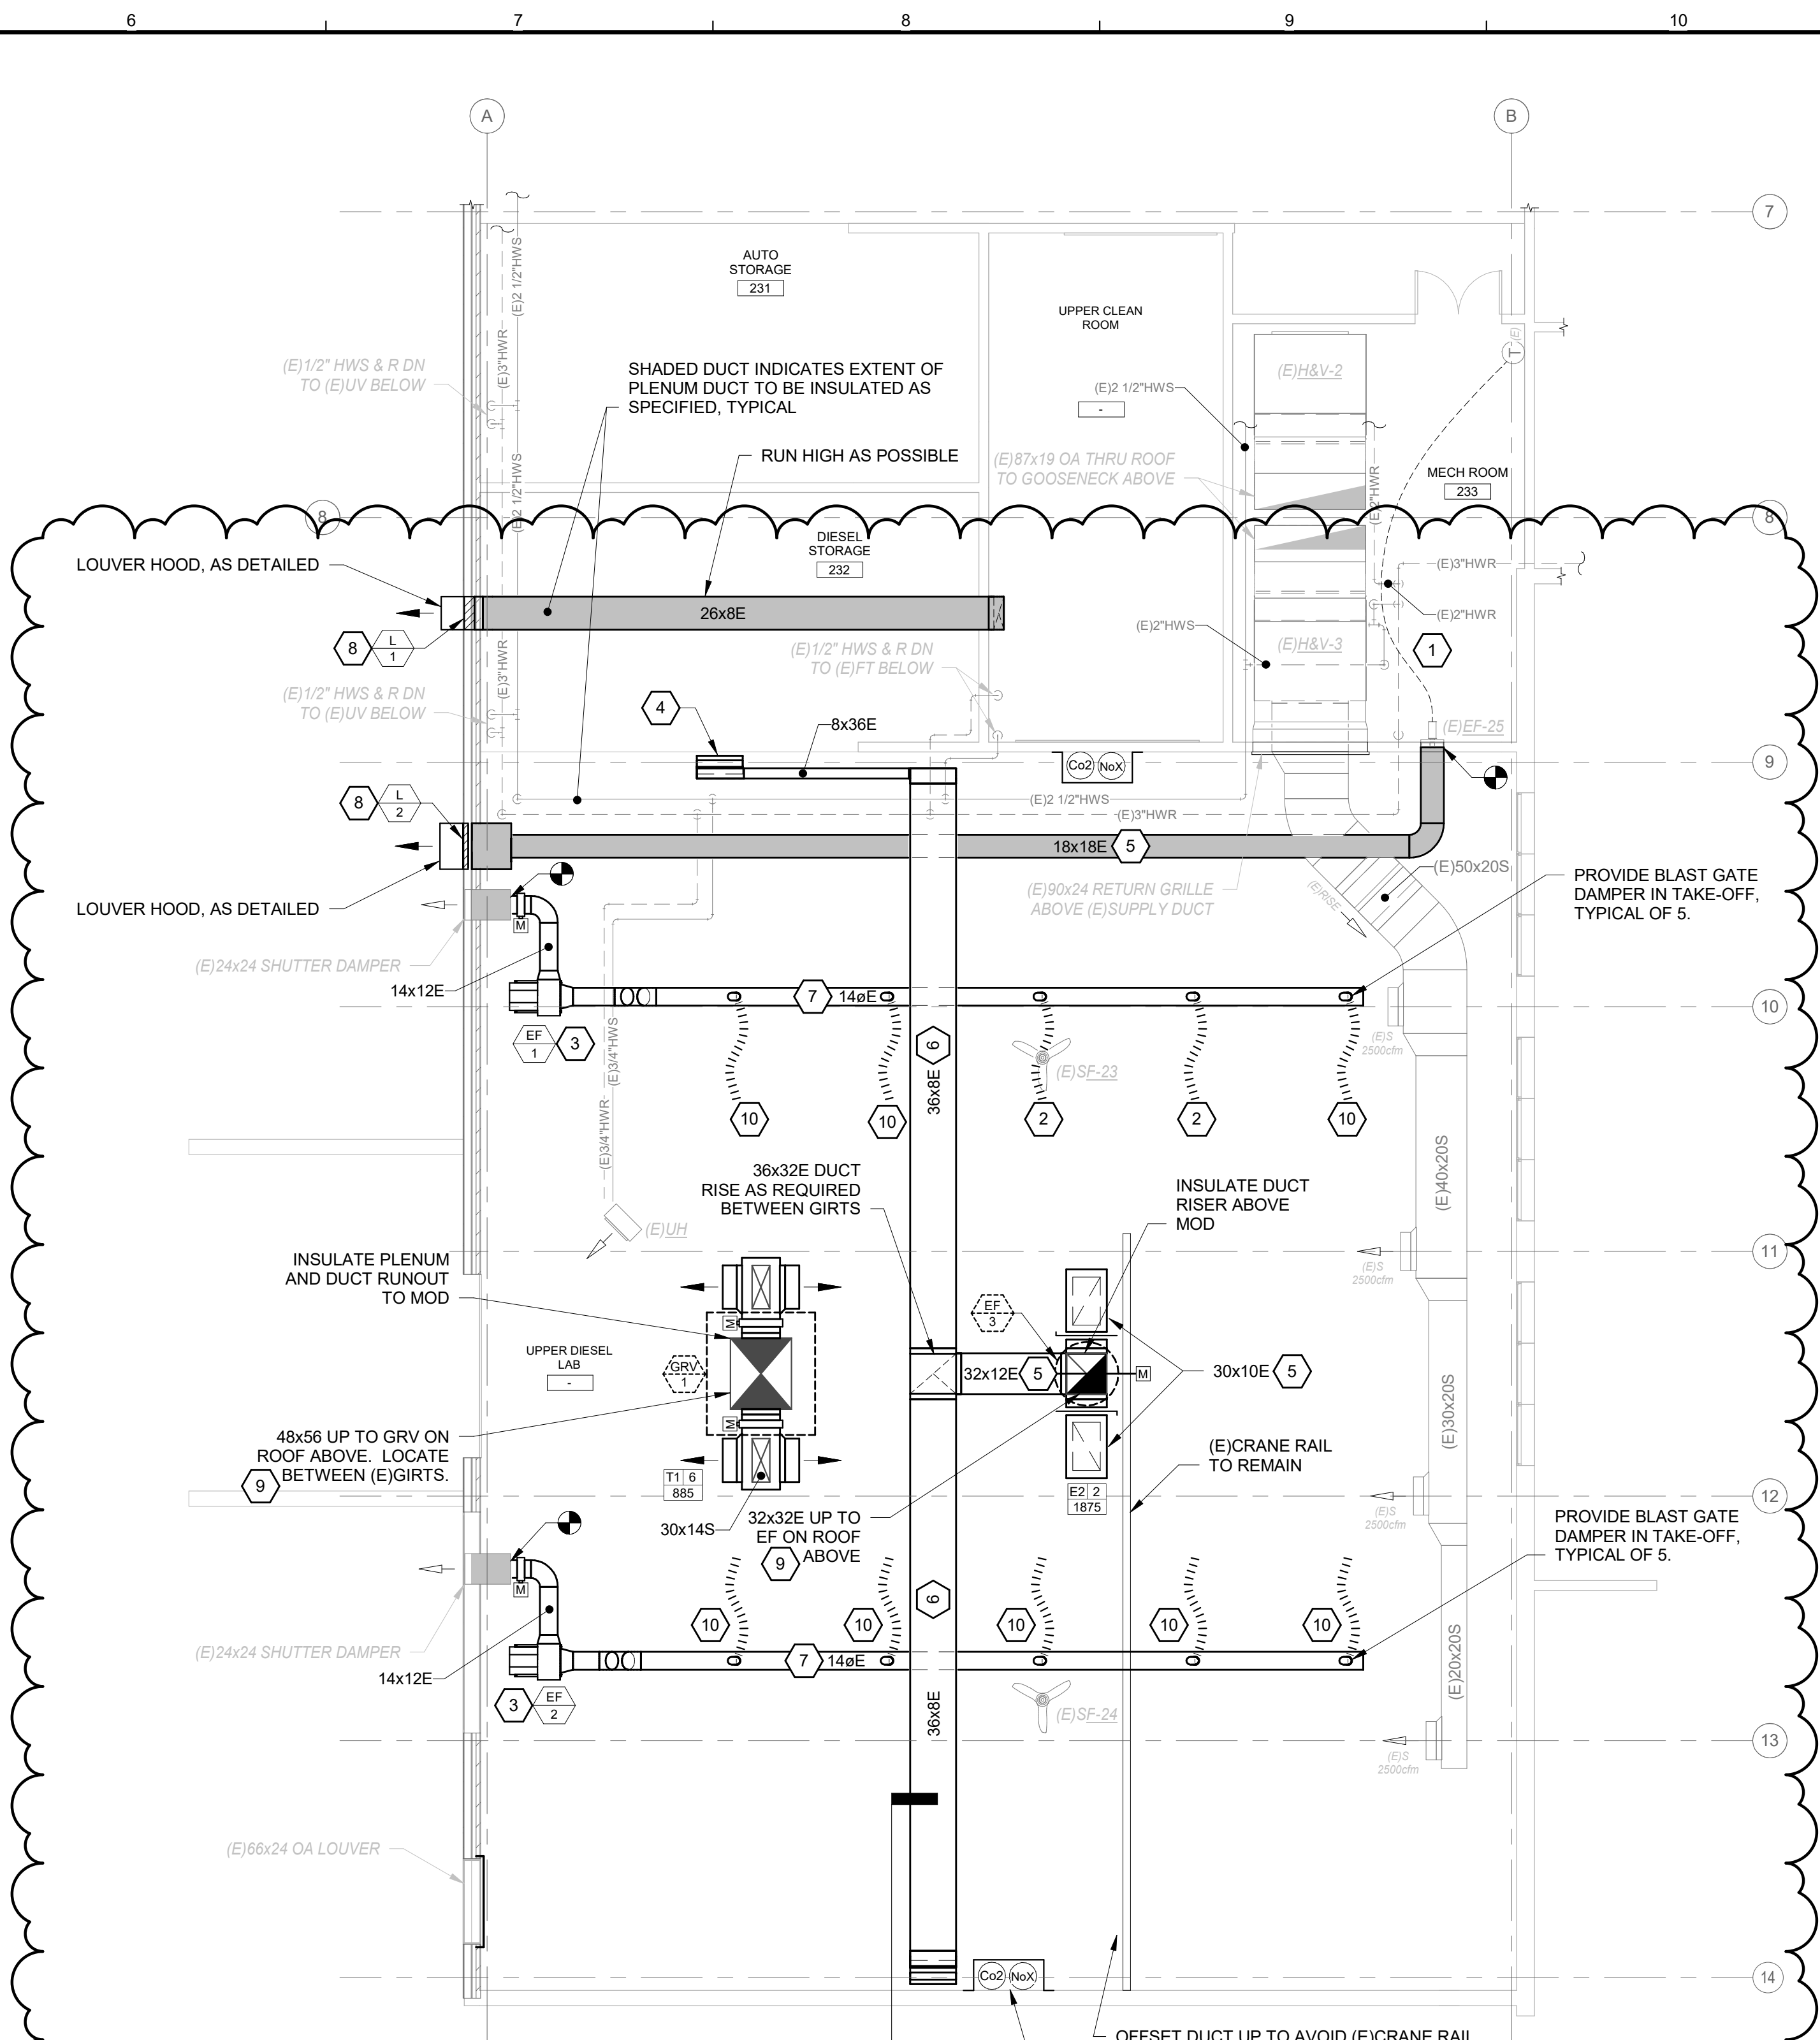 6
7
8
9
10
A
B
7
AUTO
STORAGE
231
UPPER CLEAN
ROOM
-
(E)2 1/2"HWS
(E)3"HWR
(E)1/2" HWS & R DN
TO (E)UV BELOW
SHADED DUCT INDICATES EXTENT OF
PLENUM DUCT TO BE INSULATED AS
SPECIFIED, TYPICAL
(E)H&V-2
T
(E)
(E)2 1/2"HWS
RUN HIGH AS POSSIBLE
(E)87x19 OA THRU ROOF
TO GOOSENECK ABOVE
(E)2"HWR
MECH ROOM
233
(E)2 1/2"HWS
8
8
DIESEL
STORAGE
232
LOUVER HOOD, AS DETAILED
26x8E
(E)3"HWR
(E)2"HWR
(E)2"HWS
(E)H&V-3
1
8
L
1
(E)1/2" HWS & R DN
TO (E)FT BELOW
(E)3"HWR
(E)1/2" HWS & R DN
TO (E)UV BELOW
4
8x36E
(E)EF-25
Co2
NoX
9
8
L
2
(E)2 1/2"HWS
(E)3"HWR
18x18E
5
(E)50x20S
(E)RISE
(E)90x24 RETURN GRILLE
ABOVE (E)SUPPLY DUCT
PROVIDE BLAST GATE
DAMPER IN TAKE-OFF,
TYPICAL OF 5.
LOUVER HOOD, AS DETAILED
M
(E)24x24 SHUTTER DAMPER
14x12E
7
14øE
10
EF
1
3
(E)3/4"HWS
(E)3/4"HWR
6
36x8E
(E)SF-23
(E)S
2500cfm
10
10
2
2
10
(E)40x20S
36x32E DUCT
RISE AS REQUIRED
BETWEEN GIRTS
INSULATE DUCT
RISER ABOVE
MOD
(E)UH
INSULATE PLENUM
AND DUCT RUNOUT
TO MOD
11
(E)S
2500cfm
EF
3
M
UPPER DIESEL
LAB
-
GRV
1
32x12E
5
M
30x10E
5
(E)30x20S
M
48x56 UP TO GRV ON
ROOF ABOVE. LOCATE
BETWEEN (E)GIRTS.
9
(E)CRANE RAIL
TO REMAIN
T1 6
885
E2 2
1875
12
(E)S
2500cfm
30x14S
32x32E UP TO
EF ON ROOF
ABOVE
9
PROVIDE BLAST GATE
DAMPER IN TAKE-OFF,
TYPICAL OF 5.
M
6
10
10
10
10
10
(E)24x24 SHUTTER DAMPER
14x12E
7
14øE
(E)20x20S
3
EF
2
36x8E
(E)SF-24
13
(E)S
2500cfm
(E)66x24 OA LOUVER
Co2
NoX
14
OFFSET DUCT UP TO AVOID (E)CRANE RAIL